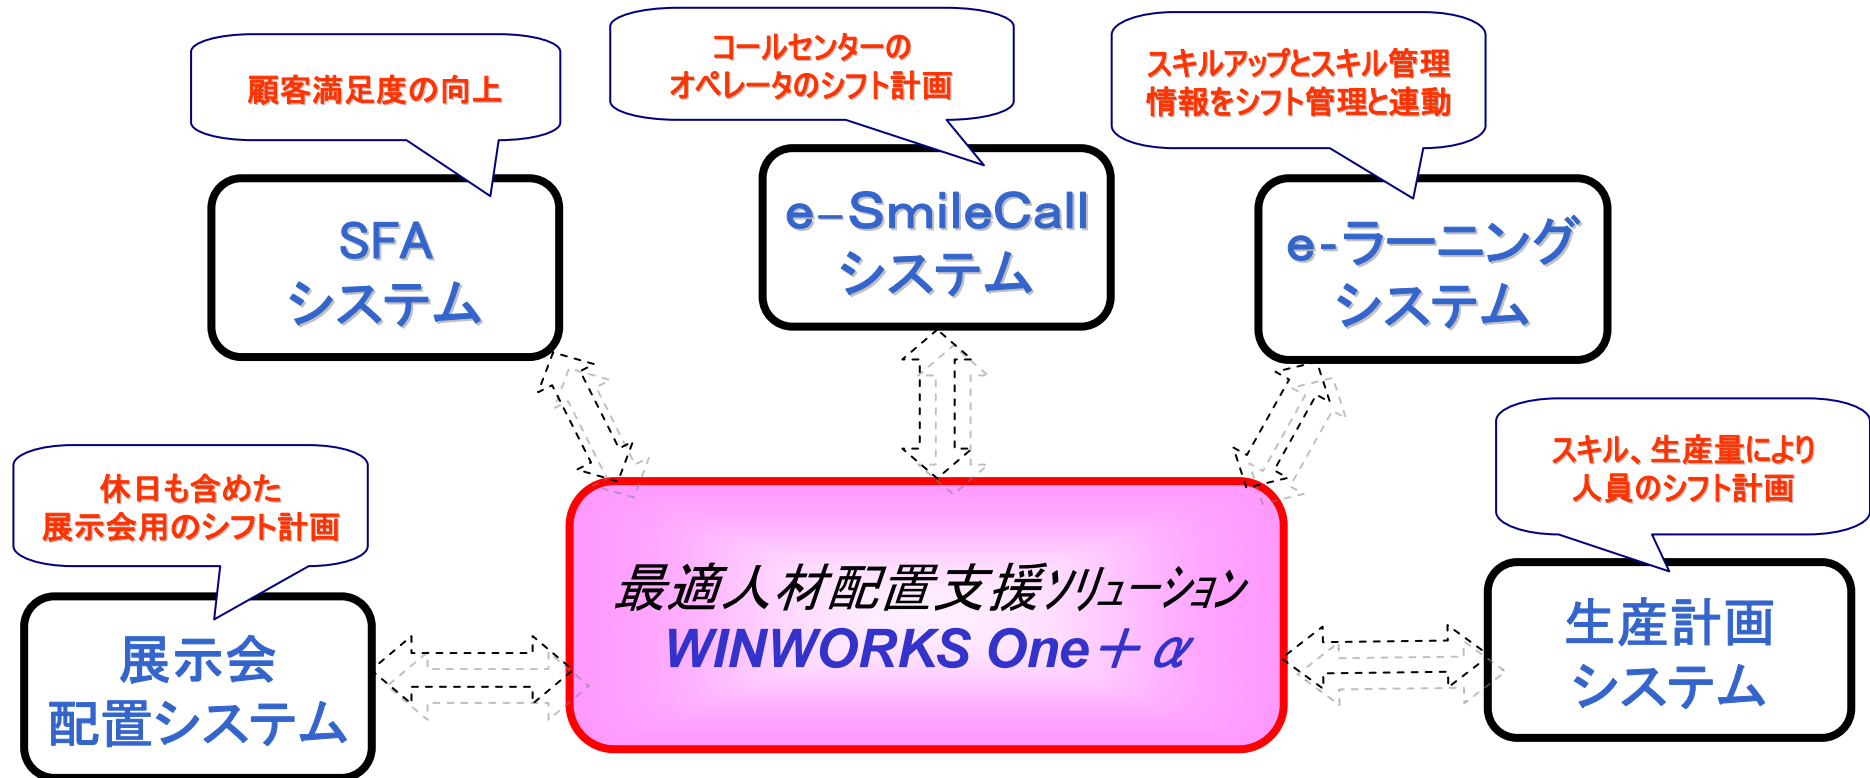 顧客満足度の向上
SFA
システム
コールセンターの
オペレータのシフト計画
e−SmileCall
システム
スキルアップとスキル管理
情報をシフト管理と連動
e-ラーニング
システム
休日も含めた
展示会用のシフト計画
展示会
配置システム
最適人材配置支援ソリューション
WINWORKS One＋α
スキル、生産量により
人員のシフト計画
生産計画
システム